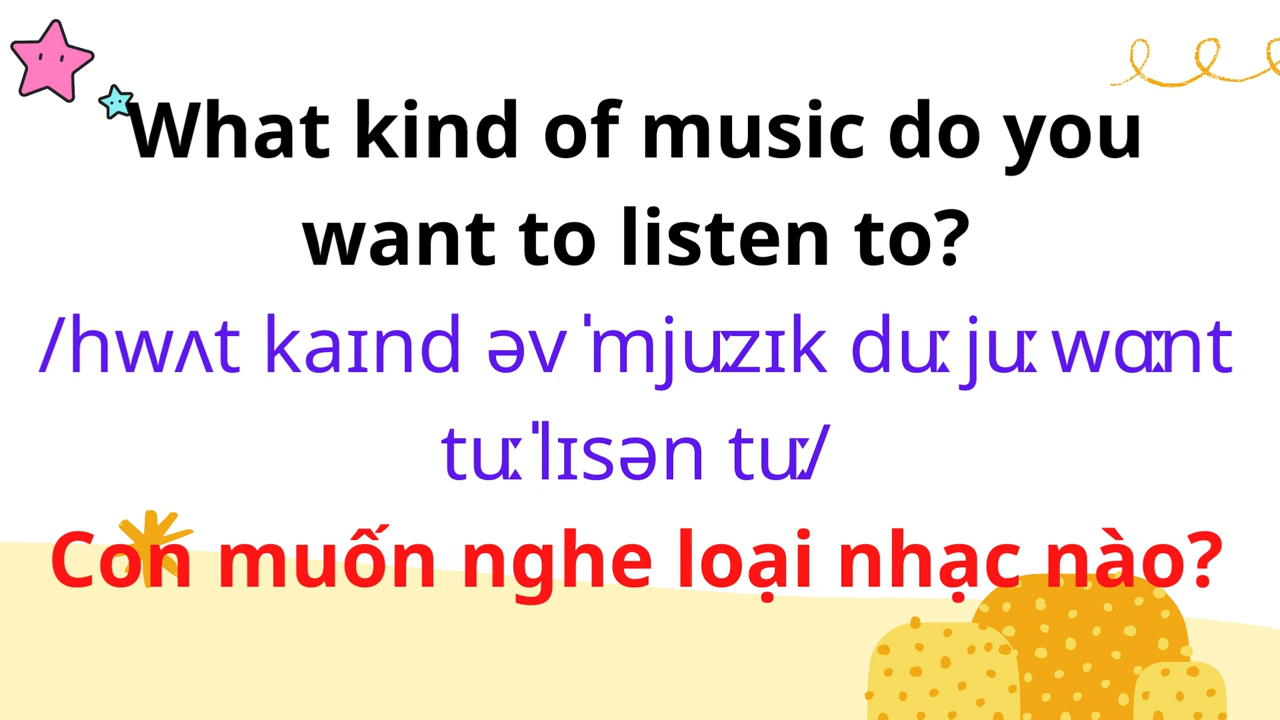 What kind of music do you
want to listen to?
/hwʌt kaɪnd əv ˈmjuːzɪk duː juː wɑːnt
tuː ˈlɪsən tuː/
Con muốn nghe loại nhạc nào?